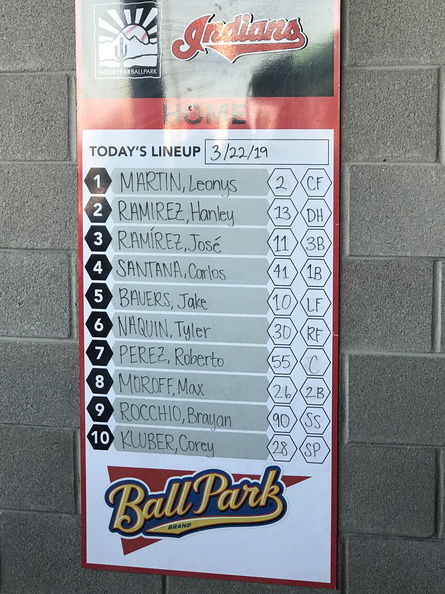 GOODYEAR BALLPARK
Indians
HOME
TODAY'S LINEUP 3/22/19
1 MARTIN, Leonys 2 CF
2 RAMIREZ, Hanley 13 DH
3 RAMÍREZ, José 11 3B
4 SANTANA, Carlos 41 1B
5 BAUERS, Jake 10 LF
6 NAQUIN, Tyler 30 RF
7 PEREZ, Roberto 55 C
8 MOROFF, Max 26 2B
9 ROCCHIO, Brayan 90 SS
10 KLUBER, Corey 28 SP
Ball Park
BRAND